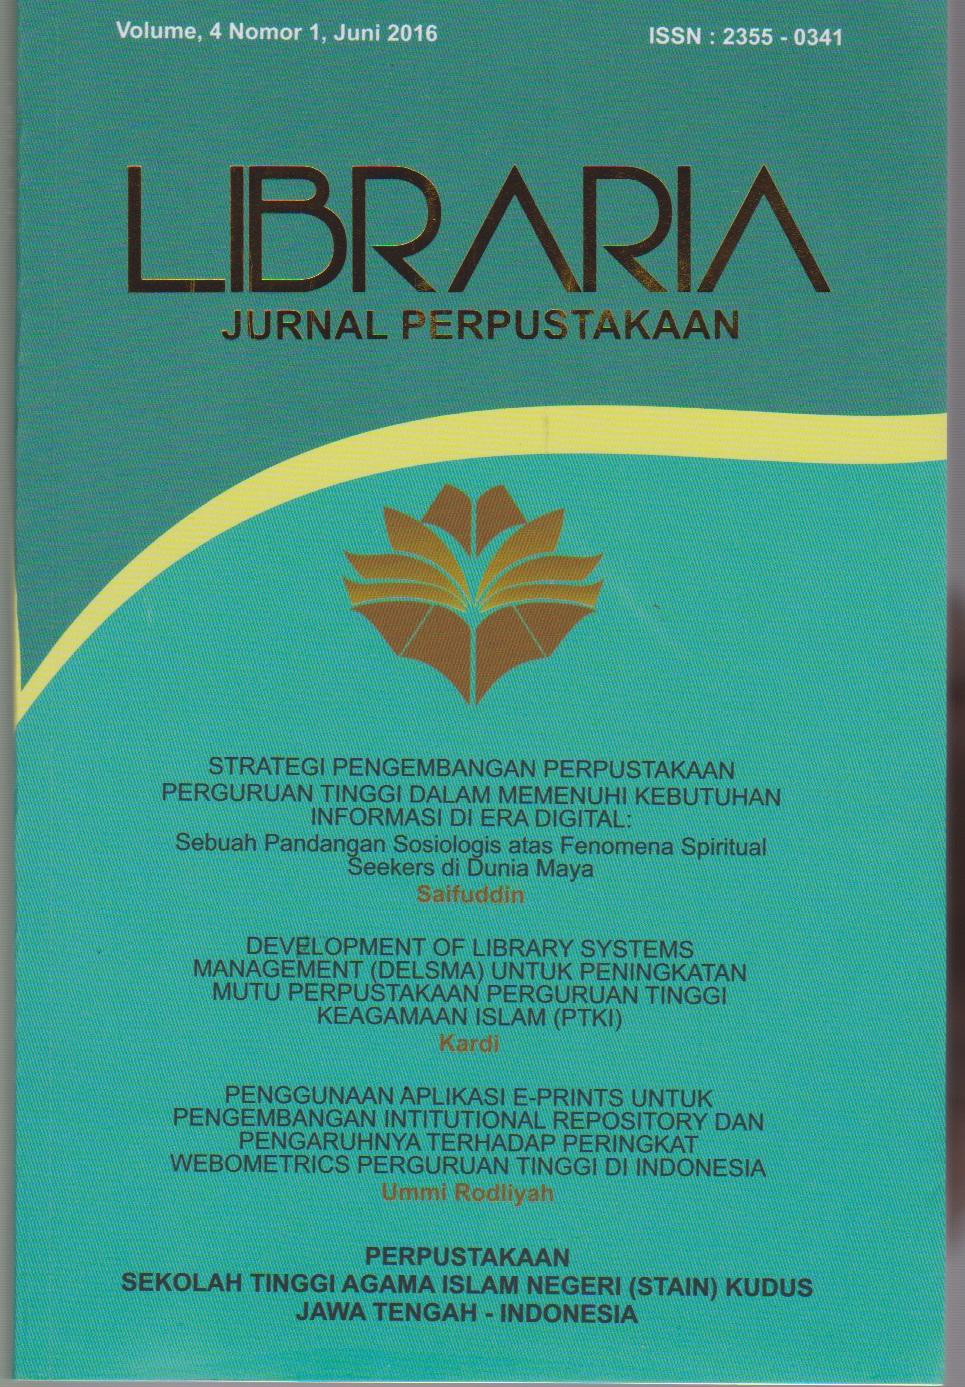 Volume, 4 Nomor 1, Juni 2016
ISSN : 2355 - 0341
LIBRARIA
JURNAL PERPUSTAKAAN
STRATEGI PENGEMBANGAN PERPUSTAKAAN
PERGURUAN TINGGI DALAM MEMENUHI KEBUTUHAN
INFORMASI DI ERA DIGITAL:
Sebuah Pandangan Sosiologis atas Fenomena Spiritual
Seekers di Dunia Maya
Saifuddin
DEVELOPMENT OF LIBRARY SYSTEMS
MANAGEMENT (DELSMA) UNTUK PENINGKATAN
MUTU PERPUSTAKAAN PERGURUAN TINGGI
KEAGAMAAN ISLAM (PTKI)
Kardi
PENGGUNAAN APLIKASI E-PRINTS UNTUK
PENGEMBANGAN INTITUTIONAL REPOSITORY DAN
PENGARUHNYA TERHADAP PERINGKAT
WEBOMETRICS PERGURUAN TINGGI DI INDONESIA
Ummi Rodliyah
PERPUSTAKAAN
SEKOLAH TINGGI AGAMA ISLAM NEGERI (STAIN) KUDUS
JAWA TENGAH - INDONESIA